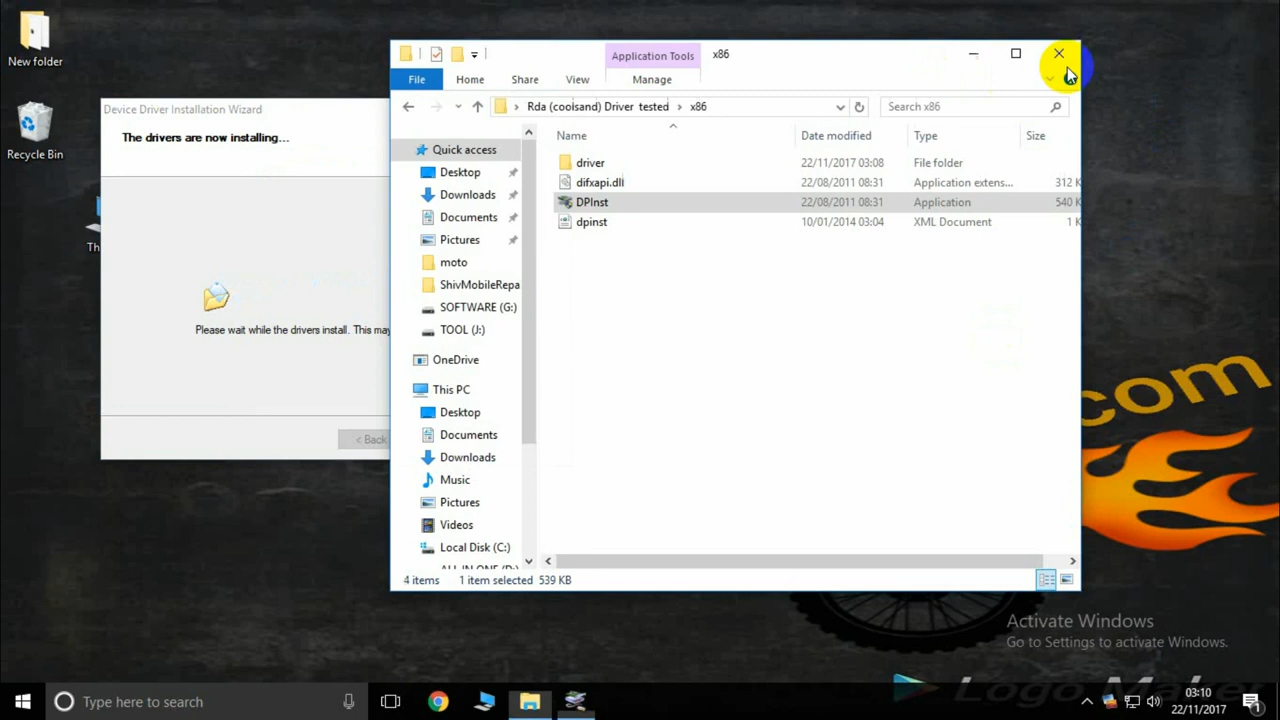 New folder
Recycle Bin
Th
Device Driver Installation Wizard
The drivers are now installing...
Please wait while the drivers install. This may
< Back
Application Tools
x86
File
Home
Share
View
Manage
Rda (coolsand) Driver tested
x86
Search x86
Name
Date modified
Type
Size
driver
22/11/2017 03:08
File folder
difxapi.dll
22/08/2011 08:31
Application extens...
312 K
DPInst
22/08/2011 08:31
Application
540 K
dpinst
10/01/2014 03:04
XML Document
1 K
Quick access
Desktop
Downloads
Documents
Pictures
moto
ShivMobileRepa
SOFTWARE (G:)
TOOL (J:)
OneDrive
This PC
Desktop
Documents
Downloads
Music
Pictures
Videos
Local Disk (C:)
4 items
1 item selected 539 KB
.com
Activate Windows
Go to Settings to activate Windows.
Logo Maker
Type here to search
03:10
22/11/2017
1